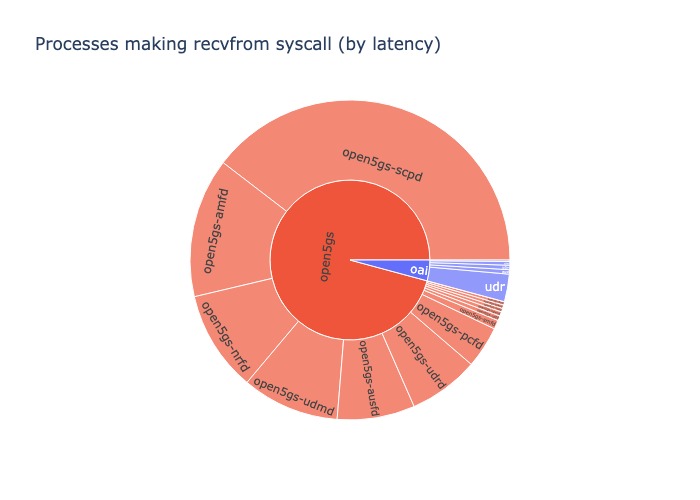 Processes making recvfrom syscall (by latency)
open5gs-scpd
open5gs-amfd
open5gs
oai
udr
open5gs-pcfd
open5gs-nrfd
open5gs-udrd
open5gs-udmd
open5gs-ausfd